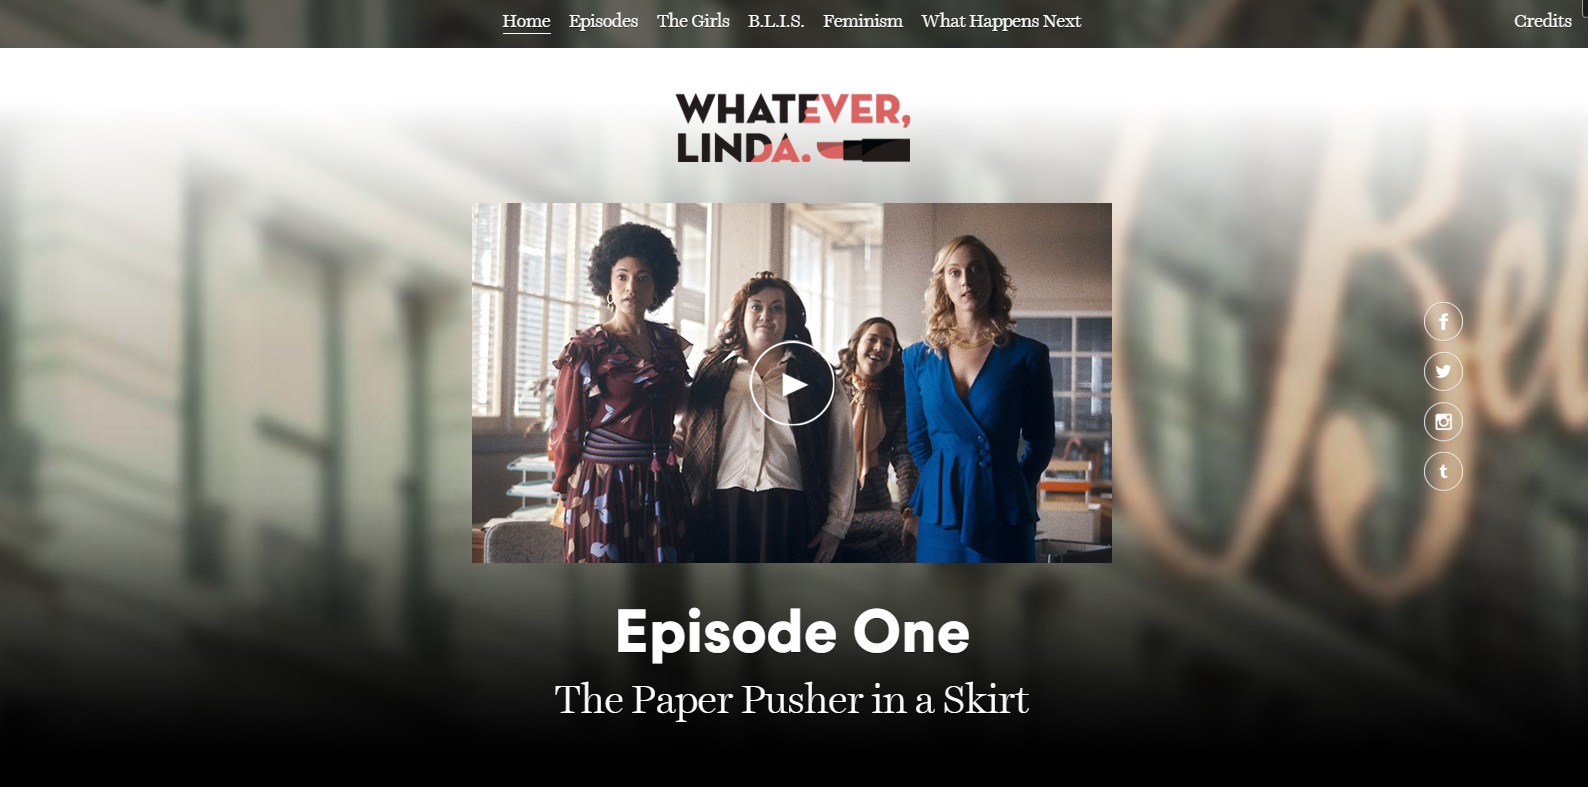 Home Episodes The Girls B.L.I.S. Feminism What Happens Next Credits
WHATEVER,
LINDA.
Episode One
The Paper Pusher in a Skirt